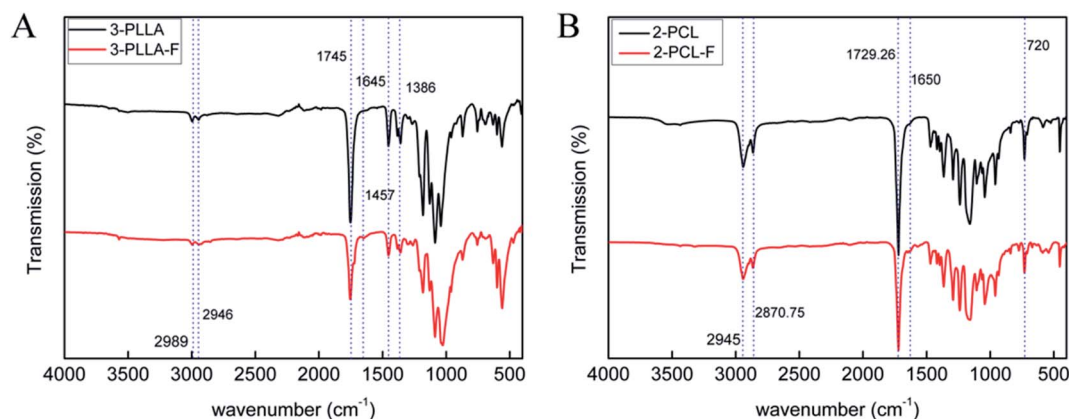 A
3-PLLA
3-PLLA-F
1745
1645
1386
1457
2946
2989
Transmission (%)
4000 3500 3000 2500 2000 1500 1000 500
wavenumber (cm⁻¹)
B
2-PCL
2-PCL-F
1729.26
1650
720
2870.75
2945
Transmission (%)
4000 3500 3000 2500 2000 1500 1000 500
wavenumber (cm⁻¹)